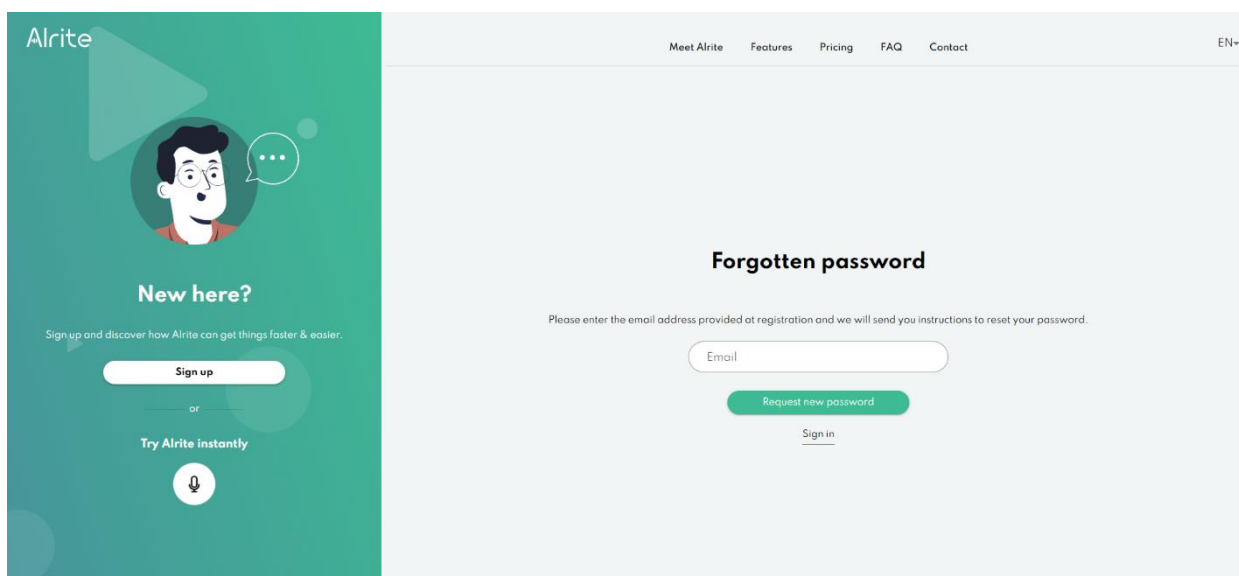 Alrite
Meet Alrite Features Pricing FAQ Contact
EN
New here?
Sign up and discover how Alrite can get things faster & easier.
Sign up
or
Try Alrite instantly
Forgotten password
Please enter the email address provided at registration and we will send you instructions to reset your password.
Email
Request new password
Sign in